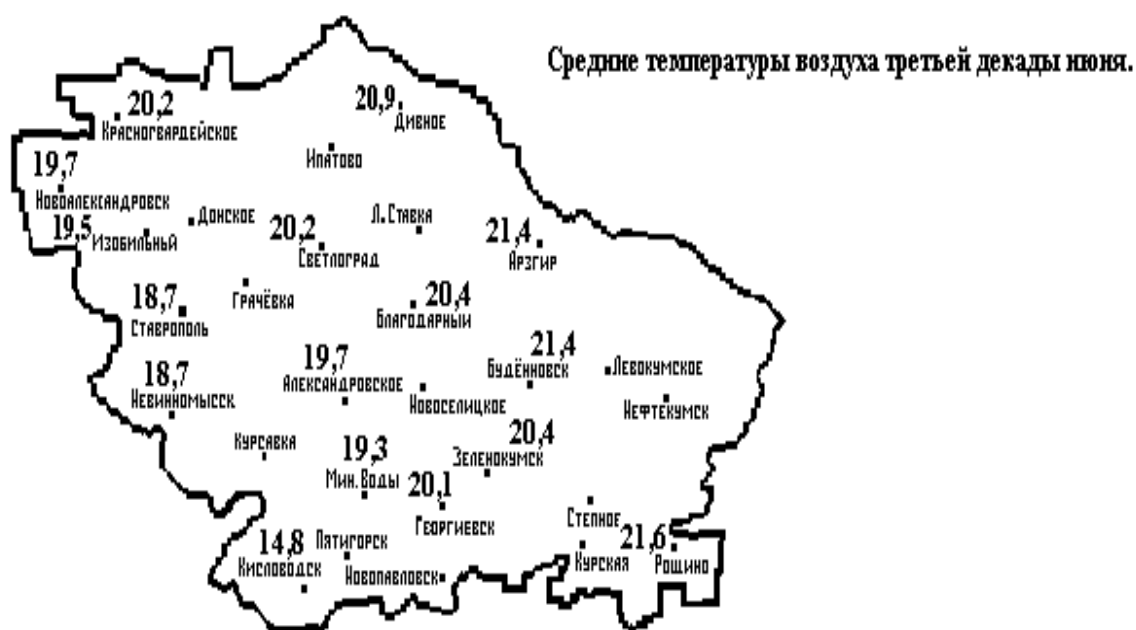 Средние температуры воздуха третьей декады июня.
20,2
Красногвардейское
20,9
Дивное
Ипатово
19,7
Новоалександровск
19,5
Изобильный
Донское
20,2
Светлоград
Л.Ставка
21,4
Арзгир
18,7
Ставрополь
Грачёвка
20,4
Благодарный
18,7
Невинномысск
19,7
Александровское
Новоселицкое
21,4
Будённовск
Левокумское
Нефтекумск
Курсавка
19,3
Мин.Воды
20,4
Зеленокумск
20,1
Георгиевск
Степное
14,8
Кисловодск
Пятигорск
Новопавловск
Курская
21,6
Рощино